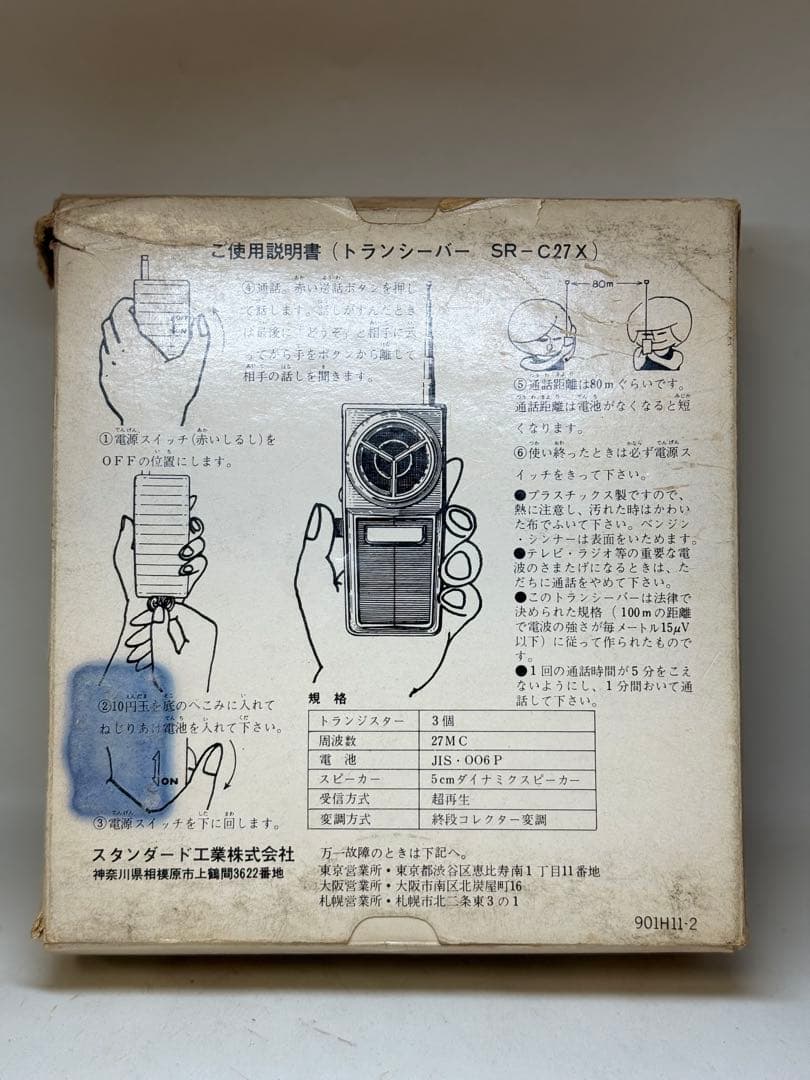 ご使用説明書(トランシーバー SR-C27X)
④通話、赤い送話ボタンを押し
て話します。話しがすんだとき
は最後に「どうぞ」と相手に云
ってから手をボタンから離して
相手の話しを聞きます。
OFF
ON
①電源スイッチ(赤いしるし)を
OFFの位置にします。
②10円玉を底のへこみに入れて
ねじりあけ電池を入れて下さい。
ON
③電源スイッチを下に回します。
80m
⑤通話距離は80mぐらいです。
通話距離は電池がなくなると短
くなります。
⑥使い終ったときは必ず電源ス
イッチをきって下さい。
●プラスチックス製ですので、
熱に注意し、汚れた時はかわい
た布でふいて下さい。ベンジン
・シンナーは表面をいためます。
●テレビ・ラジオ等の重要な電
波のさまたげになるときは、た
だちに通話をやめて下さい。
●このトランシーバーは法律で
決められた規格(100mの距離
で電波の強さが毎メートル15μV
以下)に従って作られたもので
す。
●1回の通話時間が5分をこえ
ないようにし、1分間おいて通
話して下さい。
規格
トランジスター 3個
周波数 27MC
電池 JIS・006P
スピーカー 5cmダイナミクスピーカー
受信方式 超再生
変調方式 終段コレクター変調
スタンダード工業株式会社
神奈川県相模原市上鶴間3622番地
万一故障のときは下記へ。
東京営業所・東京都渋谷区恵比寿南1丁目11番地
大阪営業所・大阪市南区北炭屋町16
札幌営業所・札幌市北二条東3の1
901H11-2